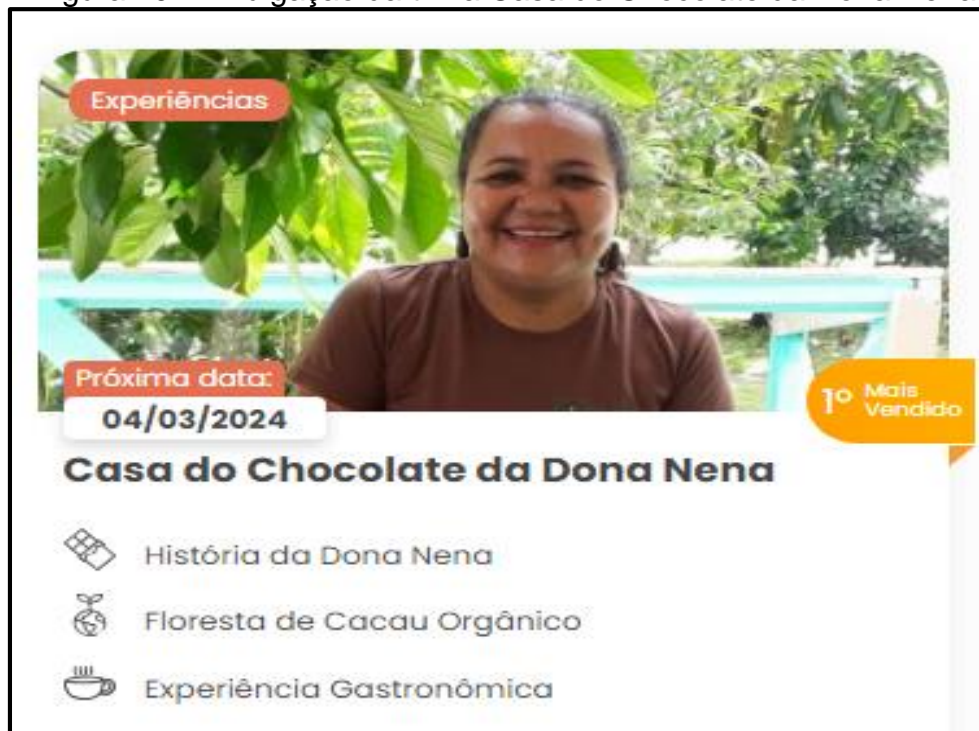 Experiências
Próxima data:
04/03/2024
1º Mais
Vendido
Casa do Chocolate da Dona Nena
História da Dona Nena
Floresta de Cacau Orgânico
Experiência Gastronômica